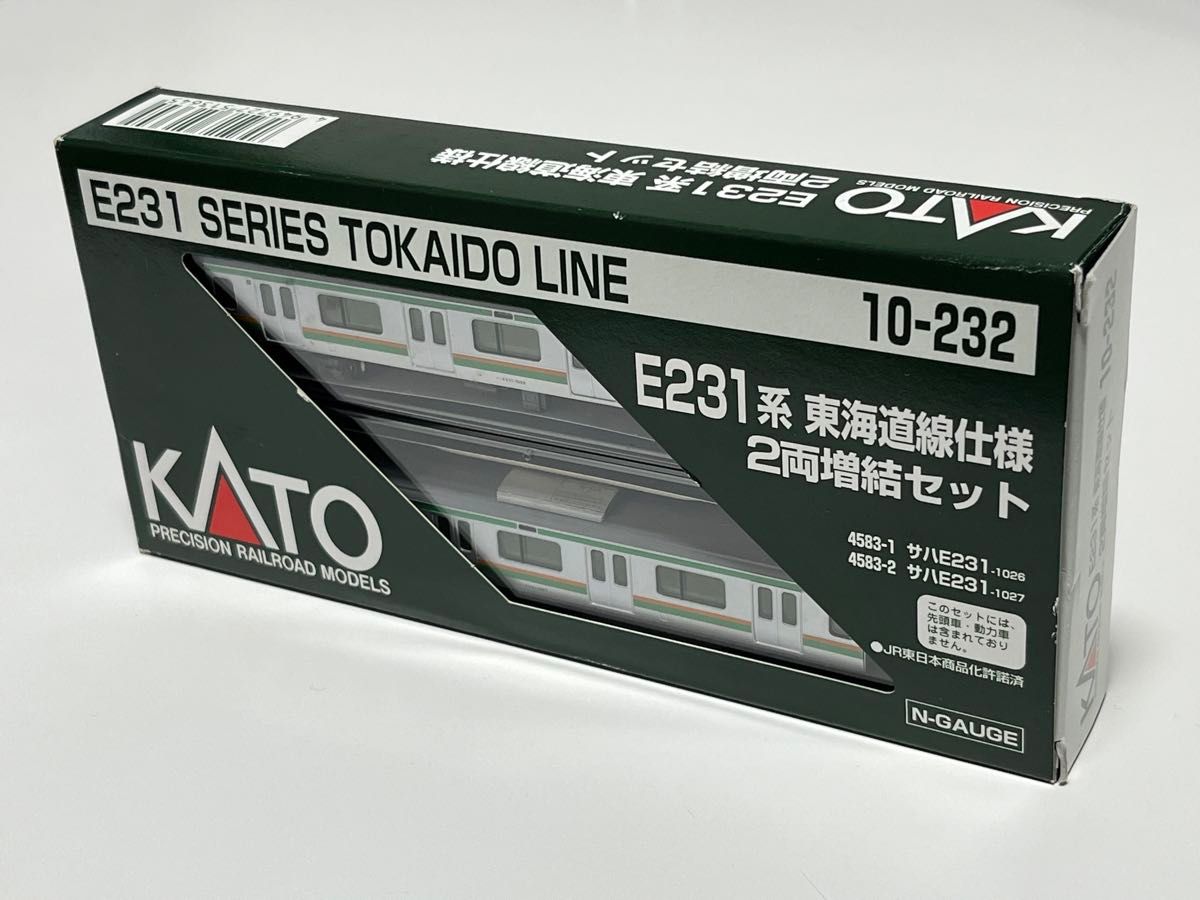 4949727513645
KATO
PRECISION RAILROAD MODELS
E231系 東海道線仕様
2両増結セット
E231 SERIES TOKAIDO LINE
10-232
E231系 東海道線仕様
2両増結セット
4583-1 サハE231-1026
4583-2 サハE231-1027
このセットには、
先頭車・動力車
は含まれており
ません。
●JR東日本商品化許諾済
N-GAUGE
KATO
PRECISION RAILROAD MODELS
KATO
10-232